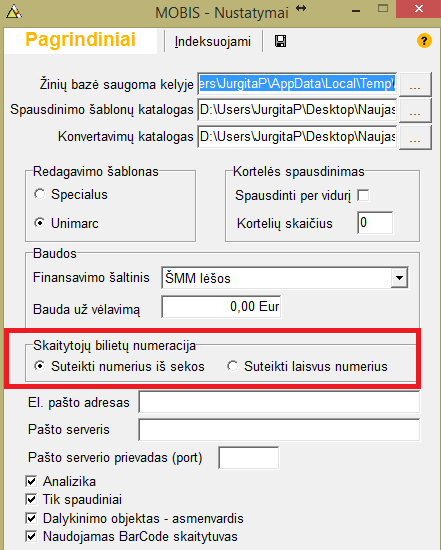 MOBIS - Nustatymai
Pagrindiniai Indeksuojami ?
Žinių bazė saugoma kelyje ers\JurgitaP\AppData\Local\Temp\ ...
Spausdinimo šablonų katalogas D:\Users\JurgitaP\Desktop\Naujas ...
Konvertavimų katalogas D:\Users\JurgitaP\Desktop\Naujas ...
Redagavimo šablonas Kortelės spausdinimas
Specialus Spausdinti per vidurį
Unimarc Kortelių skaičius 0
Baudos
Finansavimo šaltinis ŠMM lėšos
Bauda už vėlavimą 0,00 Eur
Skaitytojų bilietų numeracija
Suteikti numerius iš sekos Suteikti laisvus numerius
El. pašto adresas
Pašto serveris
Pašto serverio prievadas (port)
Analizika
Tik spaudiniai
Dalykinimo objektas - asmenvardis
Naudojamas BarCode skaitytuvas